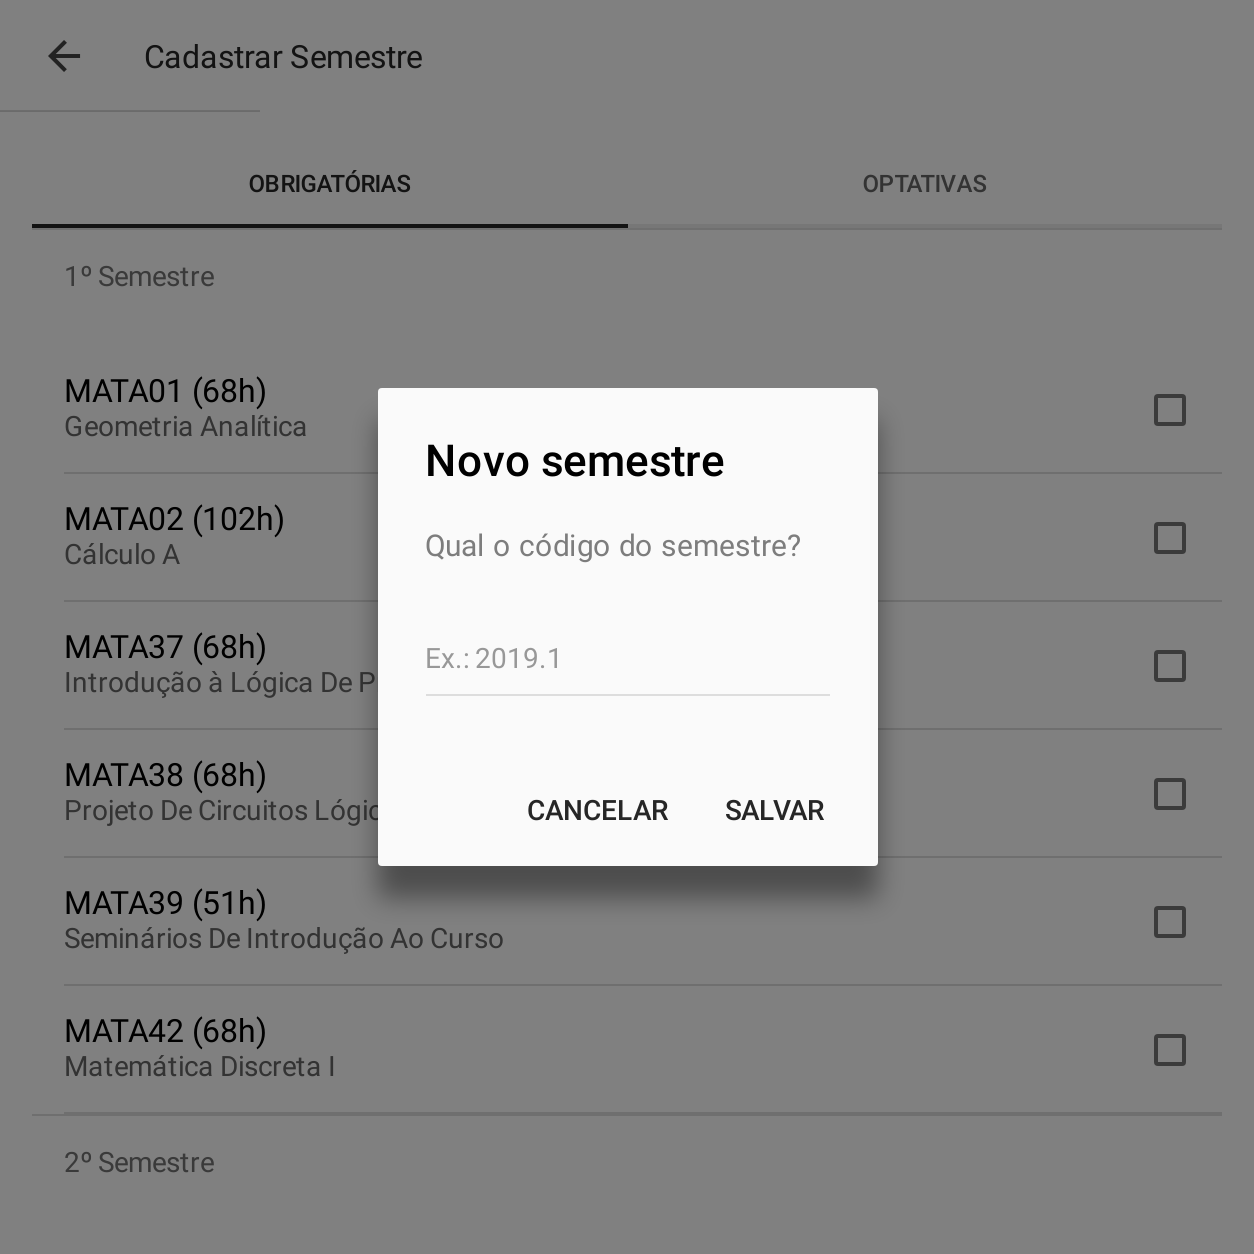 Cadastrar Semestre
OBRIGATÓRIAS
OPTATIVAS
1º Semestre
MATA01 (68h)
Geometria Analítica
MATA02 (102h)
Cálculo A
MATA37 (68h)
Introdução à Lógica De P
MATA38 (68h)
Projeto De Circuitos Lógic
MATA39 (51h)
Seminários De Introdução Ao Curso
MATA42 (68h)
Matemática Discreta I
2º Semestre
Novo semestre
Qual o código do semestre?
Ex.: 2019.1
CANCELAR
SALVAR